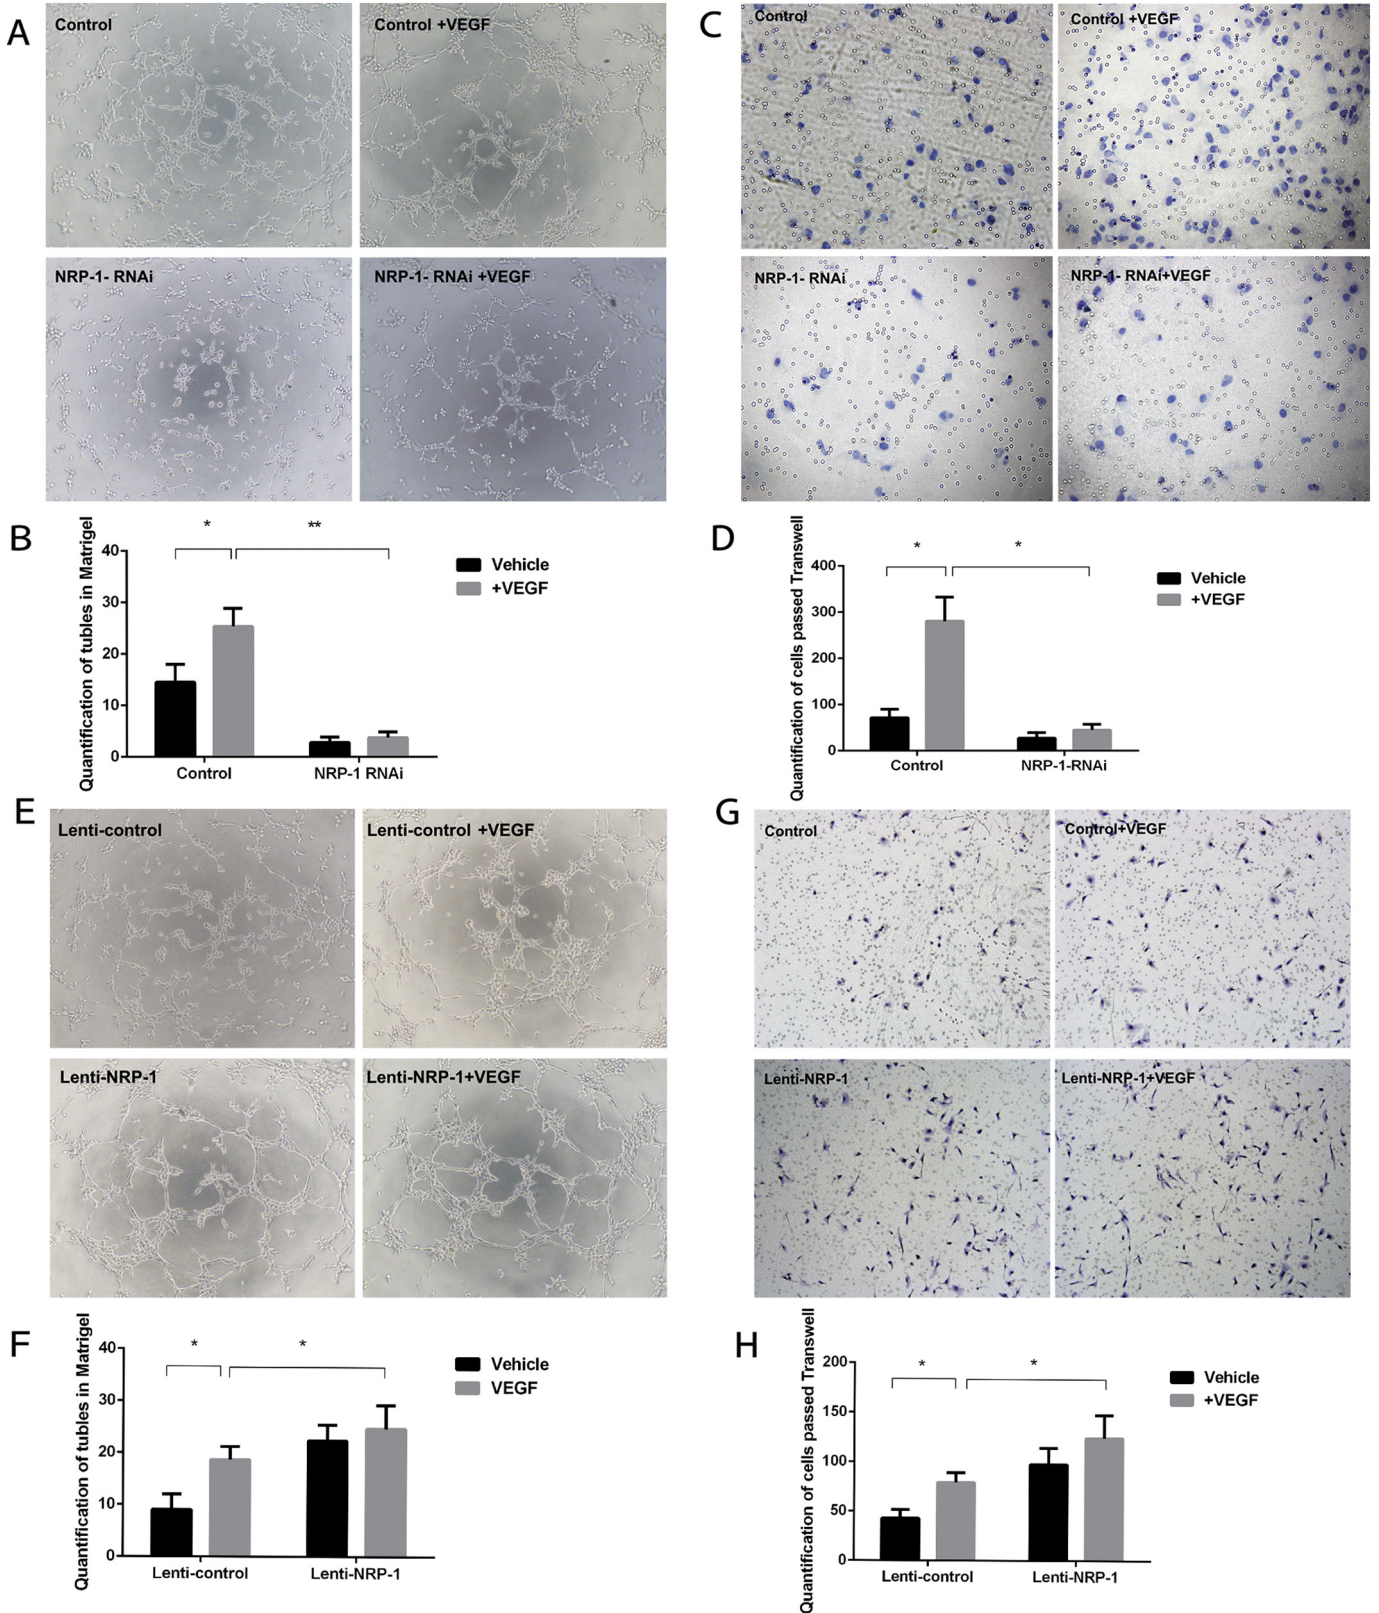 A
Control
Control +VEGF
NRP-1- RNAi
NRP-1- RNAi +VEGF
C
Control
Control +VEGF
NRP-1- RNAi
NRP-1- RNAi+VEGF
B
Quantification of tubles in Matrigel
40
30
20
10
0
*
**
Vehicle
+VEGF
Control
NRP-1 RNAi
D
Quantification of cells passed Transwell
400
300
200
100
0
*
*
Vehicle
+VEGF
Control
NRP-1-RNAi
E
Lenti-control
Lenti-control +VEGF
Lenti-NRP-1
Lenti-NRP-1+VEGF
G
Control
Control+VEGF
Lenti-NRP-1
Lenti-NRP-1+VEGF
F
Quantification of tubles in Matrigel
40
30
20
10
0
*
*
Vehicle
VEGF
Lenti-control
Lenti-NRP-1
H
Quantification of cells passed Transwell
200
150
100
50
0
*
*
Vehicle
+VEGF
Lenti-control
Lenti-NRP-1